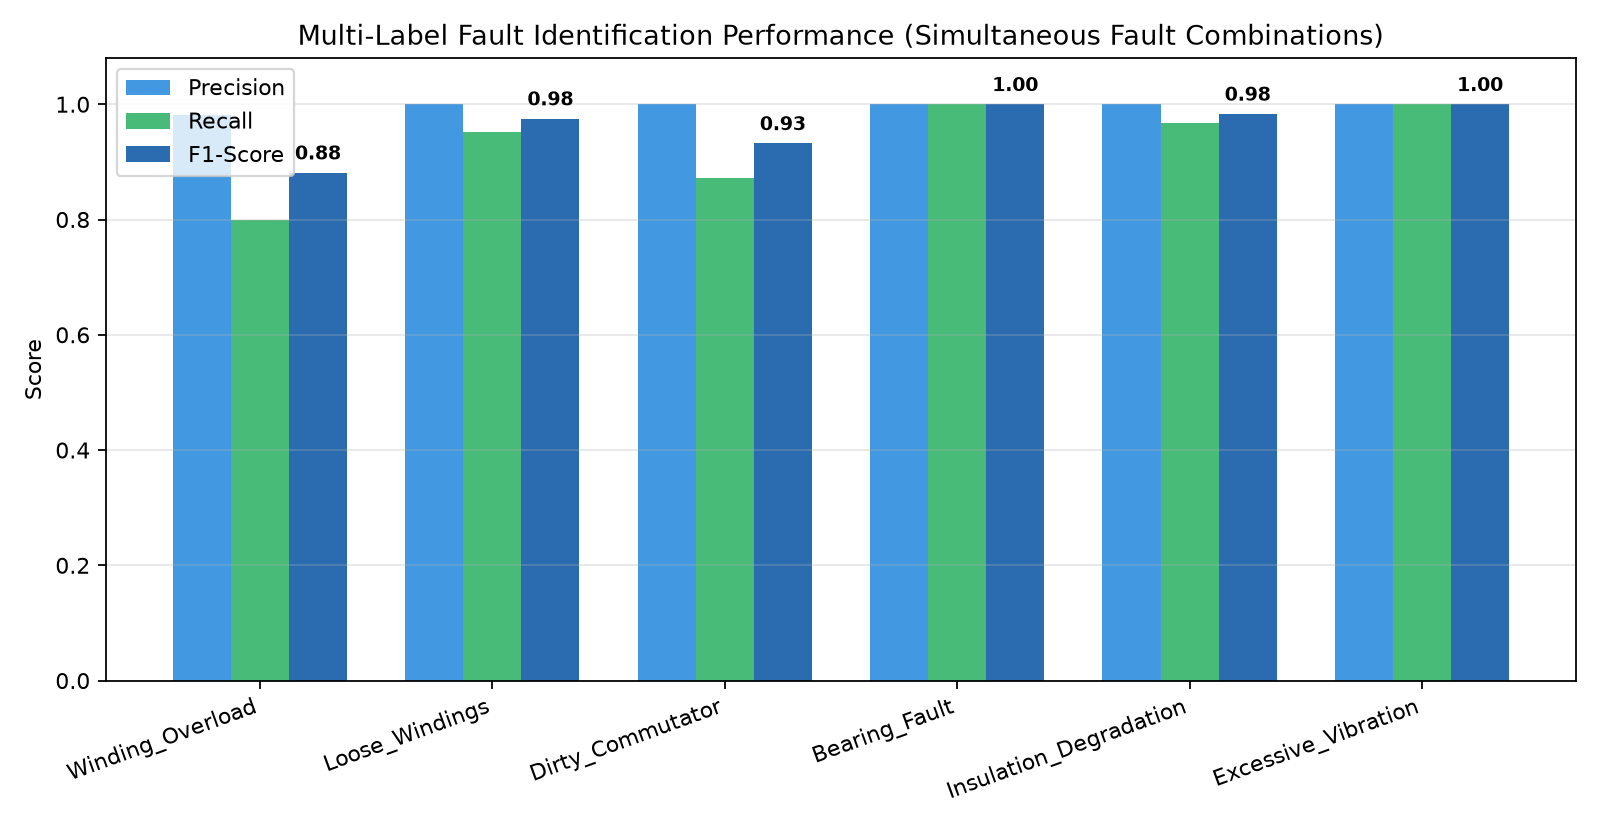 Multi-Label Fault Identification Performance (Simultaneous Fault Combinations)
Precision
Recall
F1-Score
0.88
0.98
0.93
1.00
0.98
1.00
Score
1.0
0.8
0.6
0.4
0.2
0.0
Winding_Overload
Loose_Windings
Dirty_Commutator
Bearing_Fault
Insulation_Degradation
Excessive_Vibration